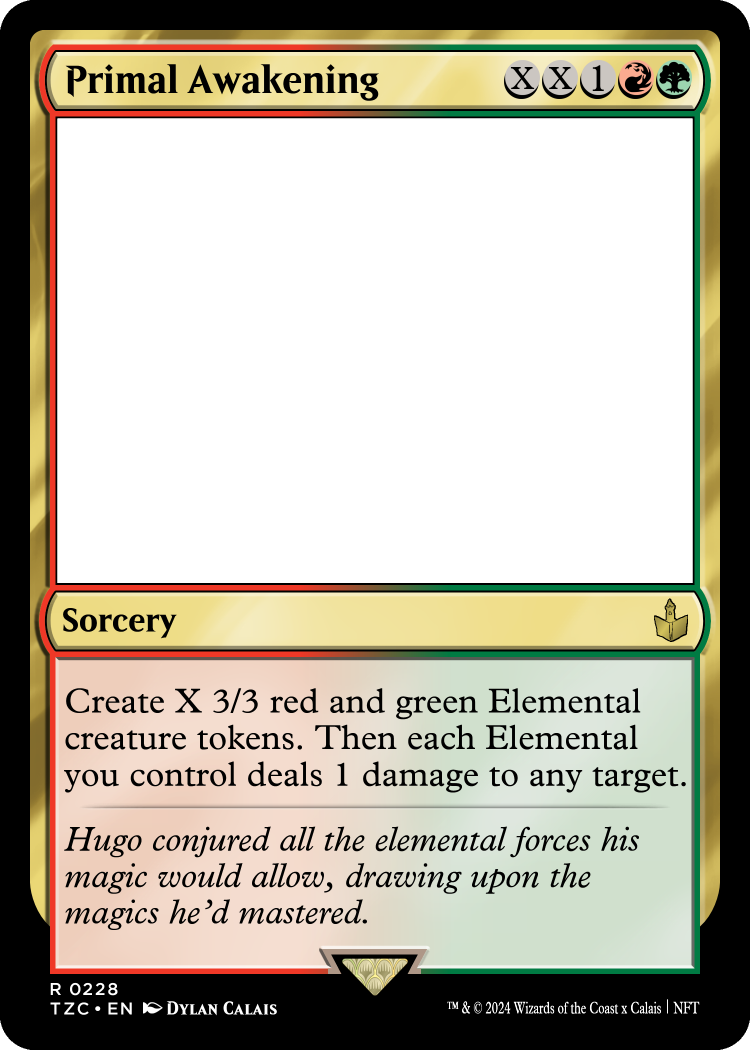 Primal Awakening X X 1
Sorcery
Create X 3/3 red and green Elemental
creature tokens. Then each Elemental
you control deals 1 damage to any target.
Hugo conjured all the elemental forces his
magic would allow, drawing upon the
magics he’d mastered.
R 0228
TZC • EN DYLAN CALAIS
™ & © 2024 Wizards of the Coast x Calais | NFT